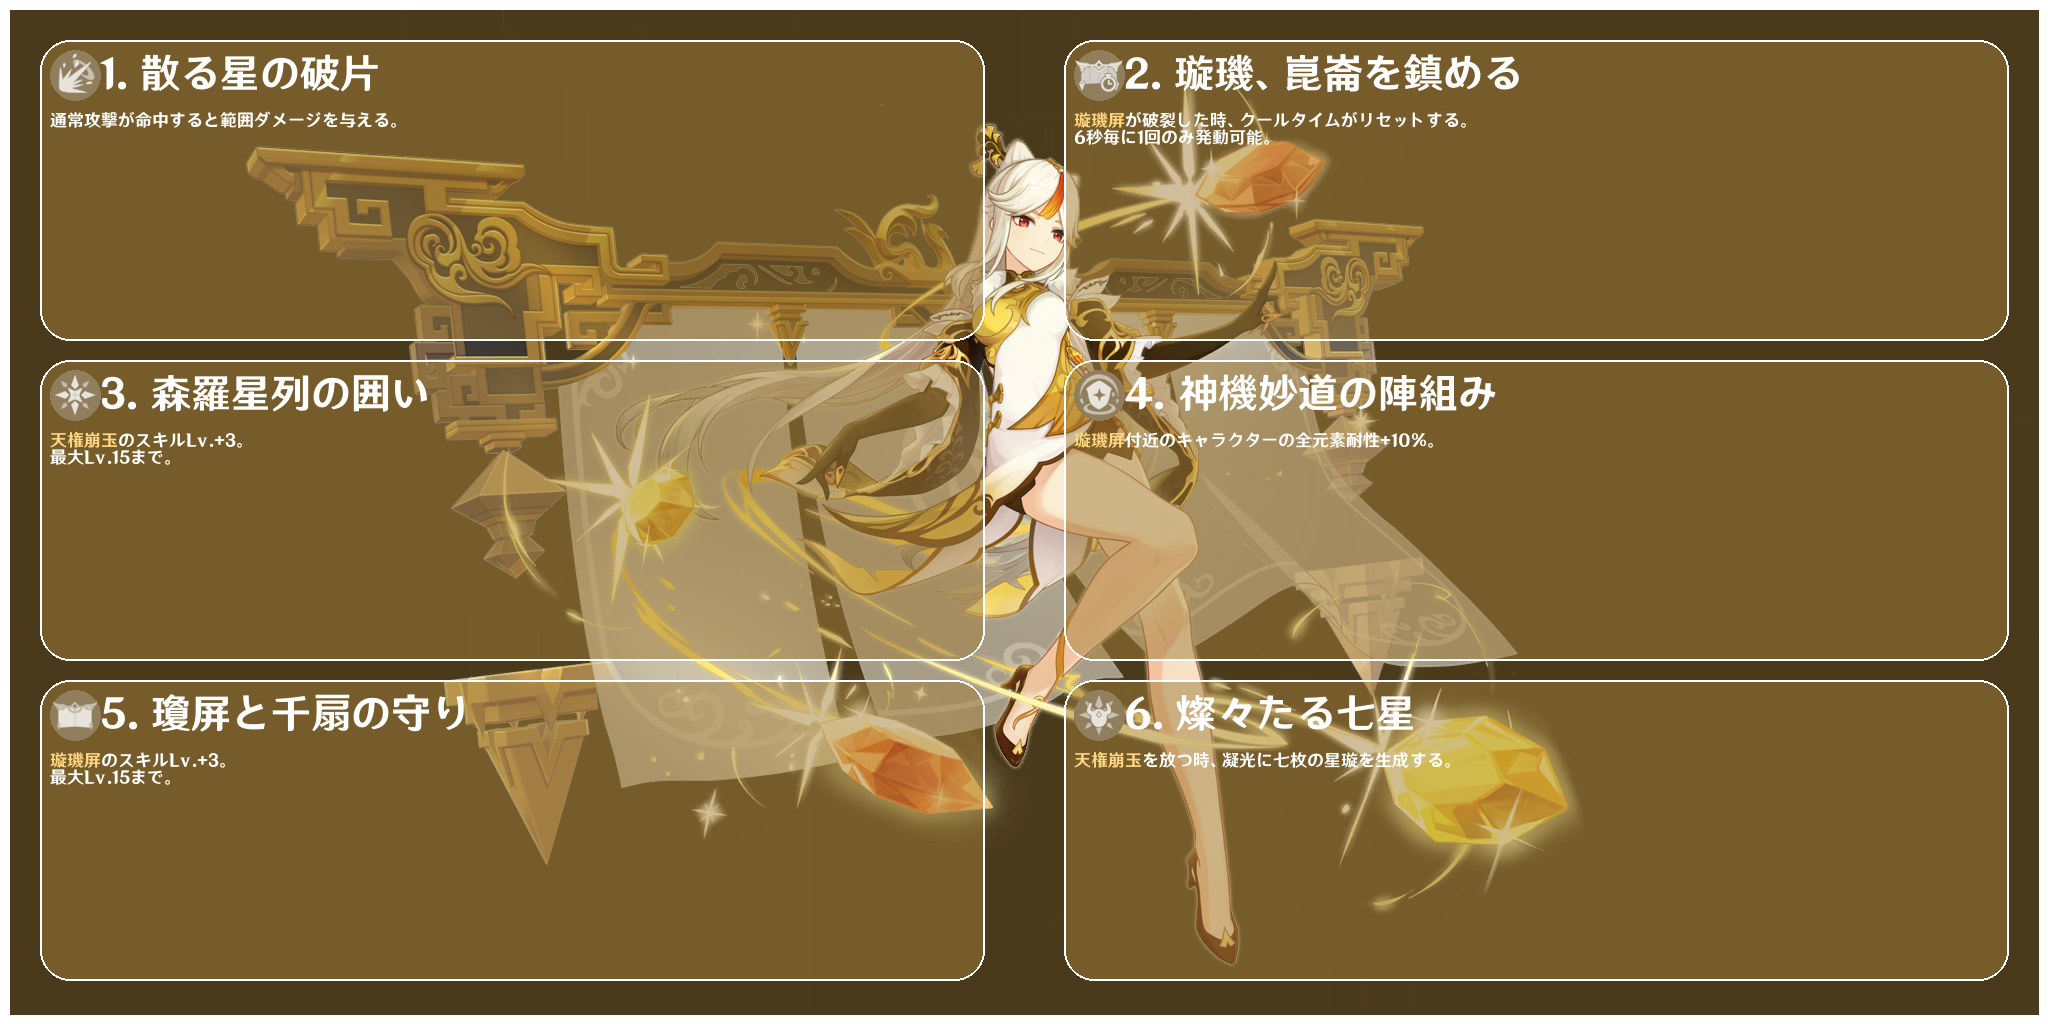 1. 散る星の破片
通常攻撃が命中すると範囲ダメージを与える。
2. 璇璣、崑崙を鎮める
璇璣屏が破裂した時、クールタイムがリセットする。
6秒毎に1回のみ発動可能。
3. 森羅星列の囲い
天権崩玉のスキルLv.+3。
最大Lv.15まで。
4. 神機妙道の陣組み
璇璣屏付近のキャラクターの全元素耐性+10%。
5. 瓊屏と千扇の守り
璇璣屏のスキルLv.+3。
最大Lv.15まで。
6. 燦々たる七星
天権崩玉を放つ時、凝光に七枚の星璇を生成する。